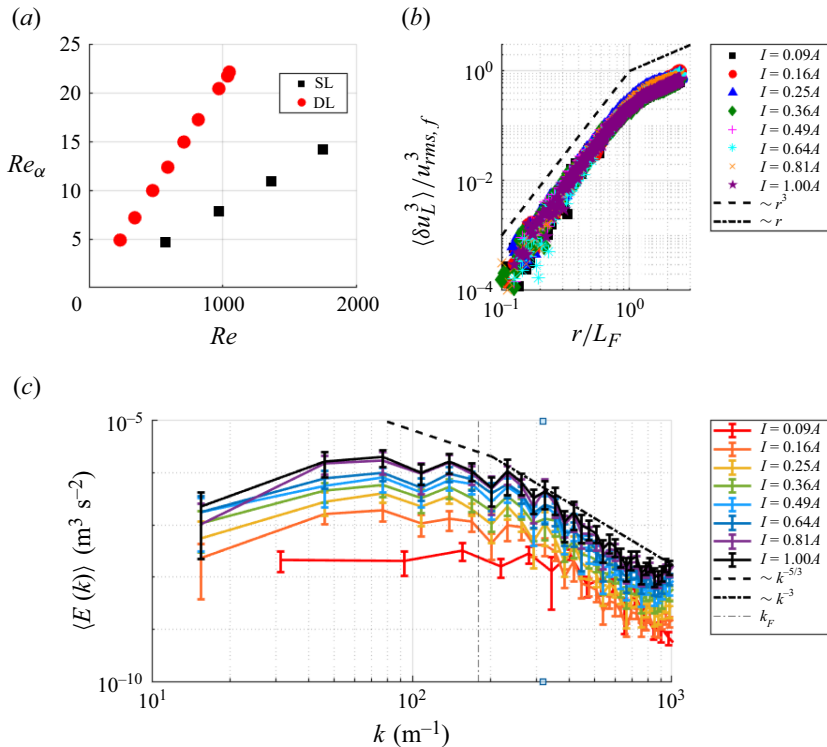 (a)
25
20
15
10
5
0
1000
2000
Re_α
Re
SL
DL
(b)
10^0
10^−2
10^−4
10^−1
10^0
⟨δu_L^3⟩/u^3_{rms, f}
r/L_F
I = 0.09A
I = 0.16A
I = 0.25A
I = 0.36A
I = 0.49A
I = 0.64A
I = 0.81A
I = 1.00A
~ r^3
~ r
(c)
10^−5
10^−10
10^1
10^2
10^3
⟨E (k)⟩ (m^3 s^−2)
k (m^−1)
I = 0.09A
I = 0.16A
I = 0.25A
I = 0.36A
I = 0.49A
I = 0.64A
I = 0.81A
I = 1.00A
~ k^−5/3
~ k^−3
k_F